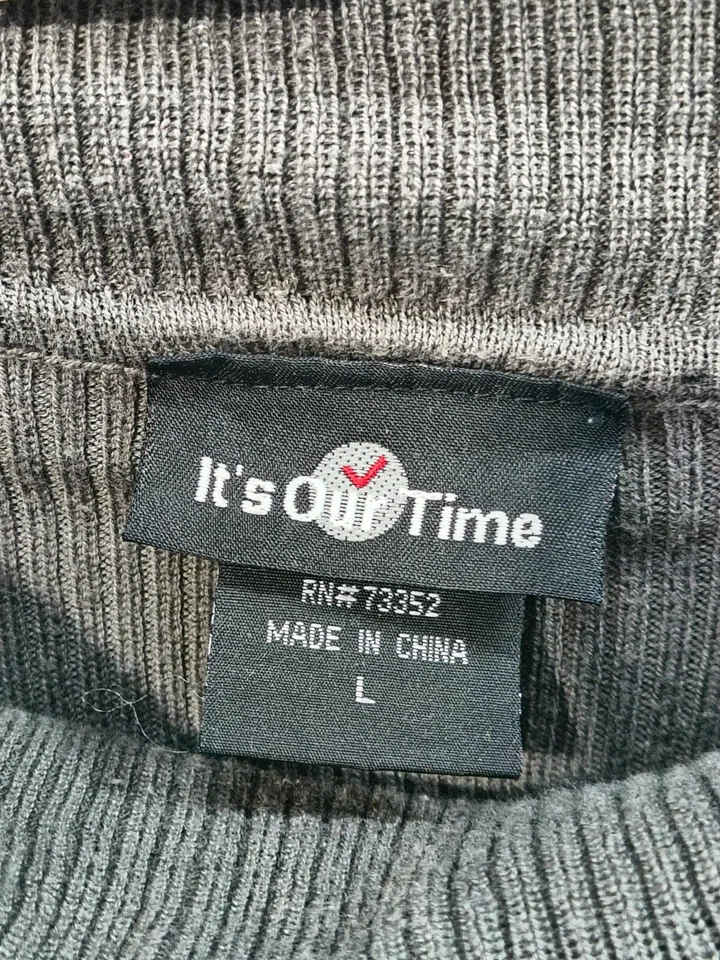 It's Our Time
RN# 73352
MADE IN CHINA
L